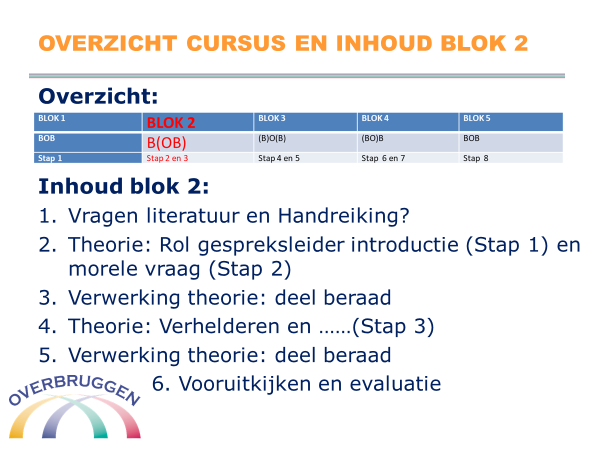 OVERZICHT CURSUS EN INHOUD BLOK 2
Overzicht:
BLOK 1 BLOK 2 BLOK 3 BLOK 4 BLOK 5
BOB B(OB) (B)O(B) (BO)B BOB
Stap 1 Stap 2 en 3 Stap 4 en 5 Stap 6 en 7 Stap 8
Inhoud blok 2:
1. Vragen literatuur en Handreiking?
2. Theorie: Rol gespreksleider introductie (Stap 1) en
morele vraag (Stap 2)
3. Verwerking theorie: deel beraad
4. Theorie: Verhelderen en ……(Stap 3)
5. Verwerking theorie: deel beraad
6. Vooruitkijken en evaluatie
OVERBRUGGEN